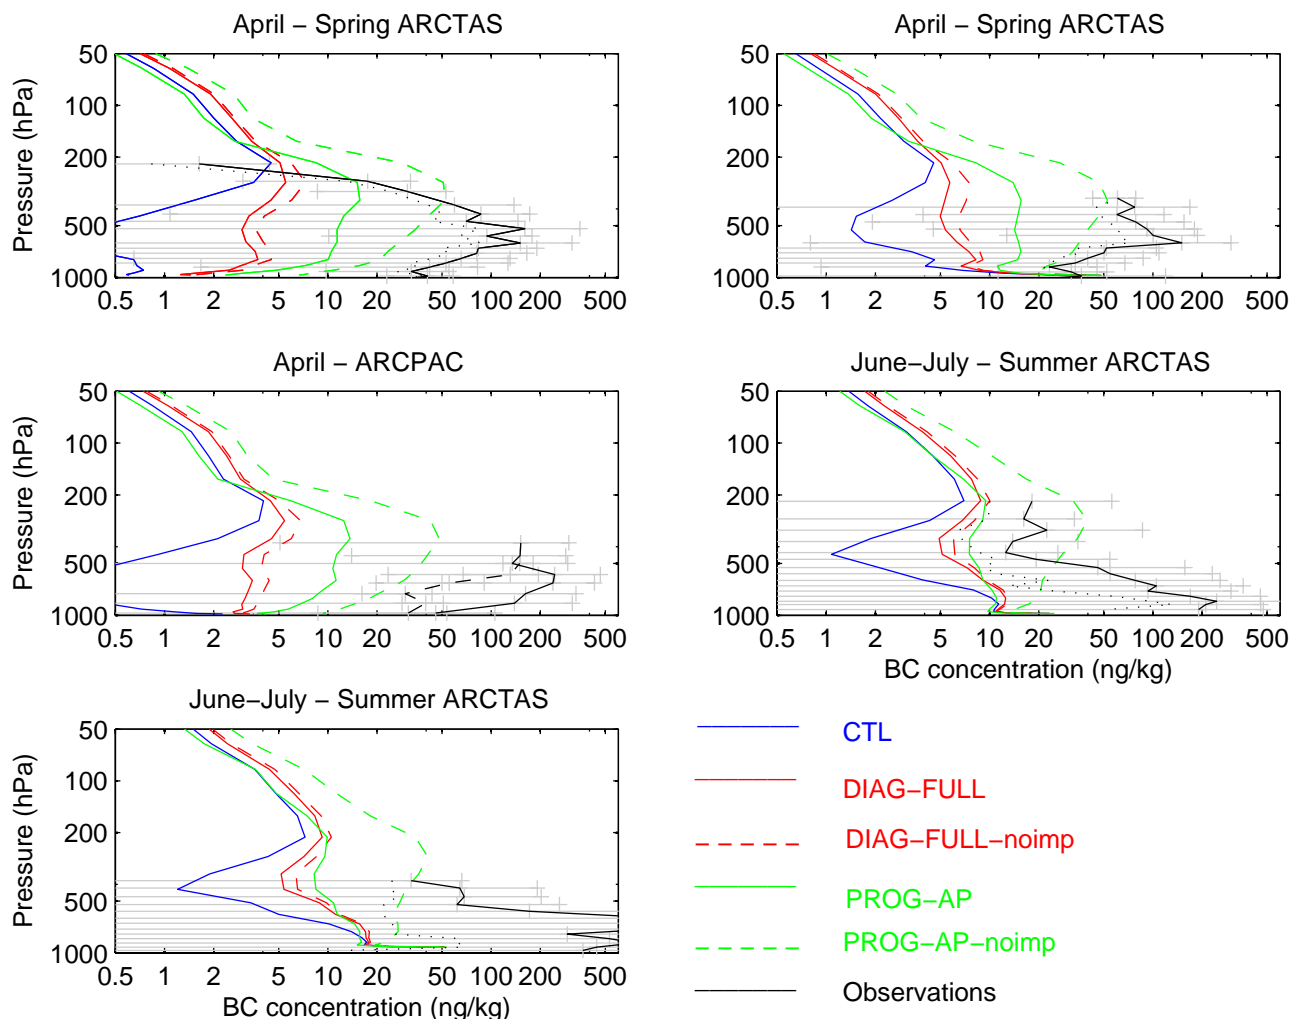 April − Spring ARCTAS
April − Spring ARCTAS
Pressure (hPa)
50
100
200
500
1000
0.5 1 2 5 10 20 50 100 200 500
Pressure (hPa)
50
100
200
500
1000
0.5 1 2 5 10 20 50 100 200 500
April − ARCPAC
June−July − Summer ARCTAS
Pressure (hPa)
50
100
200
500
1000
0.5 1 2 5 10 20 50 100 200 500
50
100
200
500
1000
0.5 1 2 5 10 20 50 100 200 500
BC concentration (ng/kg)
June−July − Summer ARCTAS
Pressure (hPa)
50
100
200
500
1000
0.5 1 2 5 10 20 50 100 200 500
BC concentration (ng/kg)
CTL
DIAG−FULL
DIAG−FULL−noimp
PROG−AP
PROG−AP−noimp
Observations